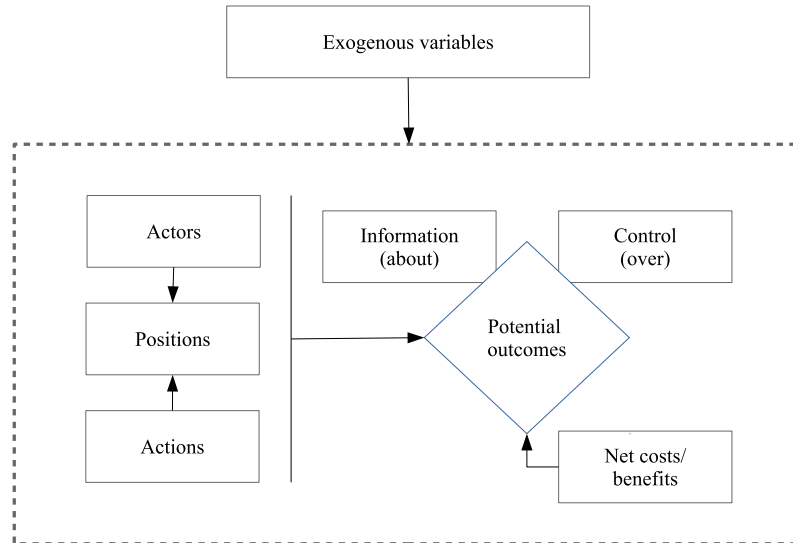 Exogenous variables
Actors
Information
(about)
Control
(over)
Positions
Potential
outcomes
Actions
Net costs/
benefits